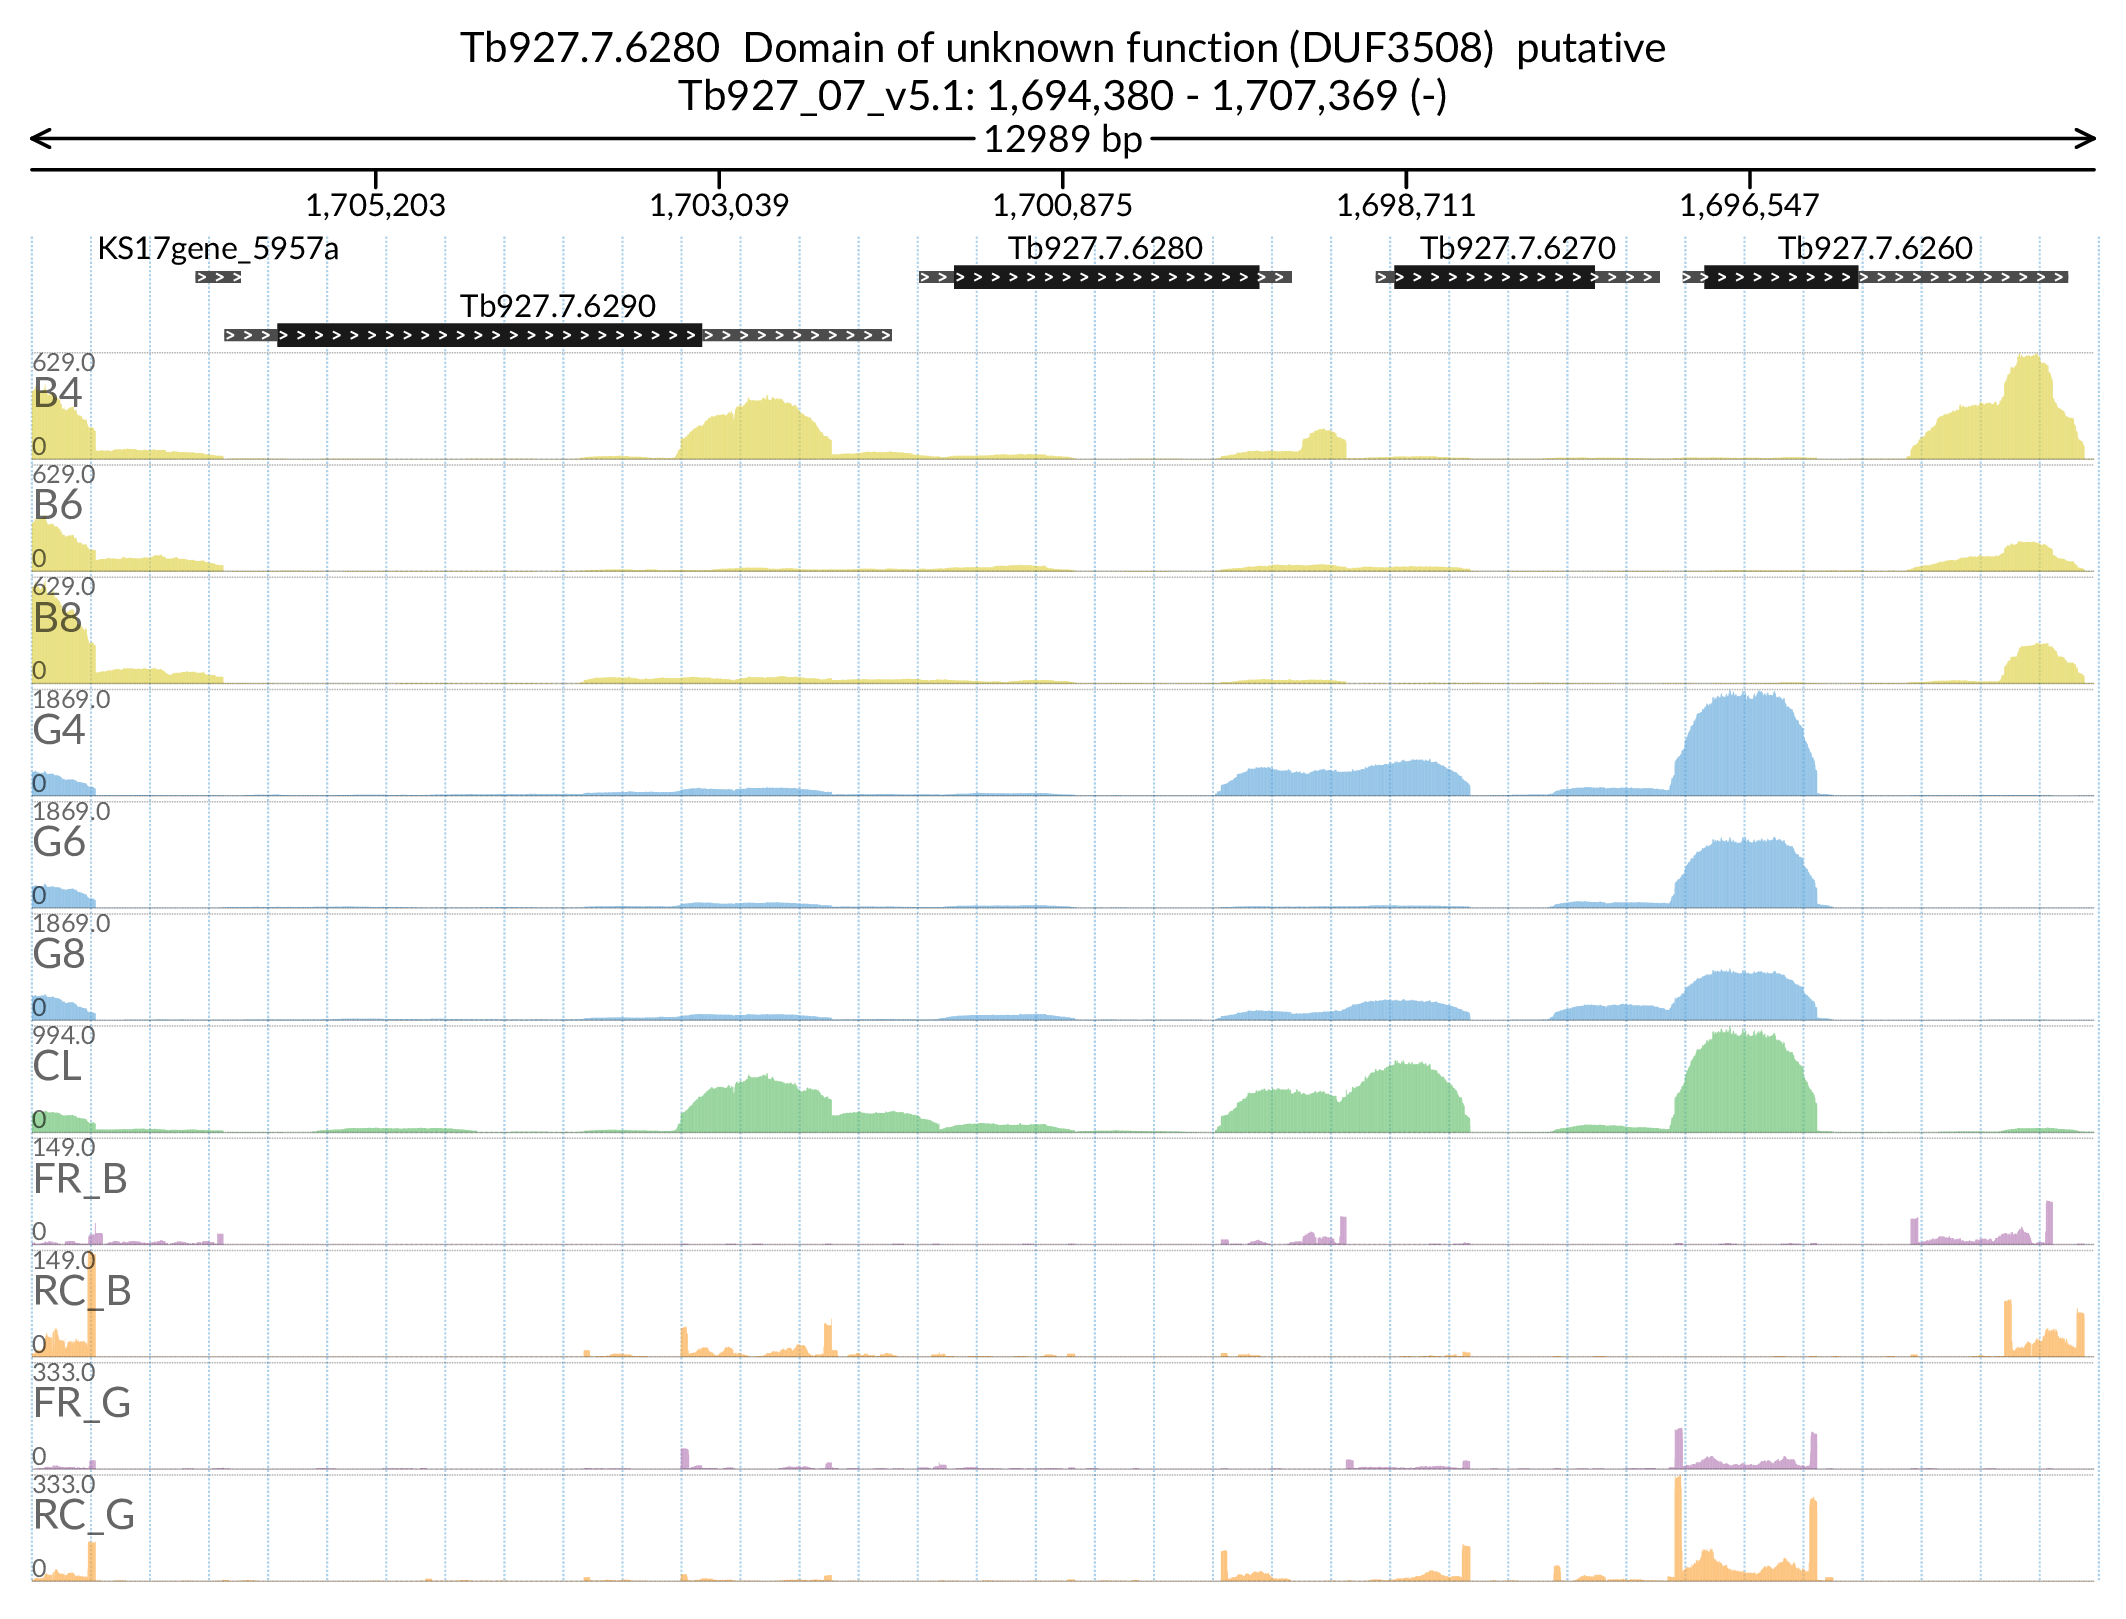 Tb927.7.6280 Domain of unknown function (DUF3508) putative
Tb927_07_v5.1: 1,694,380 - 1,707,369 (-)
12989 bp
1,705,203 1,703,039 1,700,875 1,698,711 1,696,547
KS17gene_5957a Tb927.7.6280 Tb927.7.6270 Tb927.7.6260
Tb927.7.6290
629.0
B4
0
629.0
B6
0
629.0
B8
0
1869.0
G4
0
1869.0
G6
0
1869.0
G8
0
994.0
CL
0
149.0
FR_B
0
149.0
RC_B
0
333.0
FR_G
0
333.0
RC_G
0